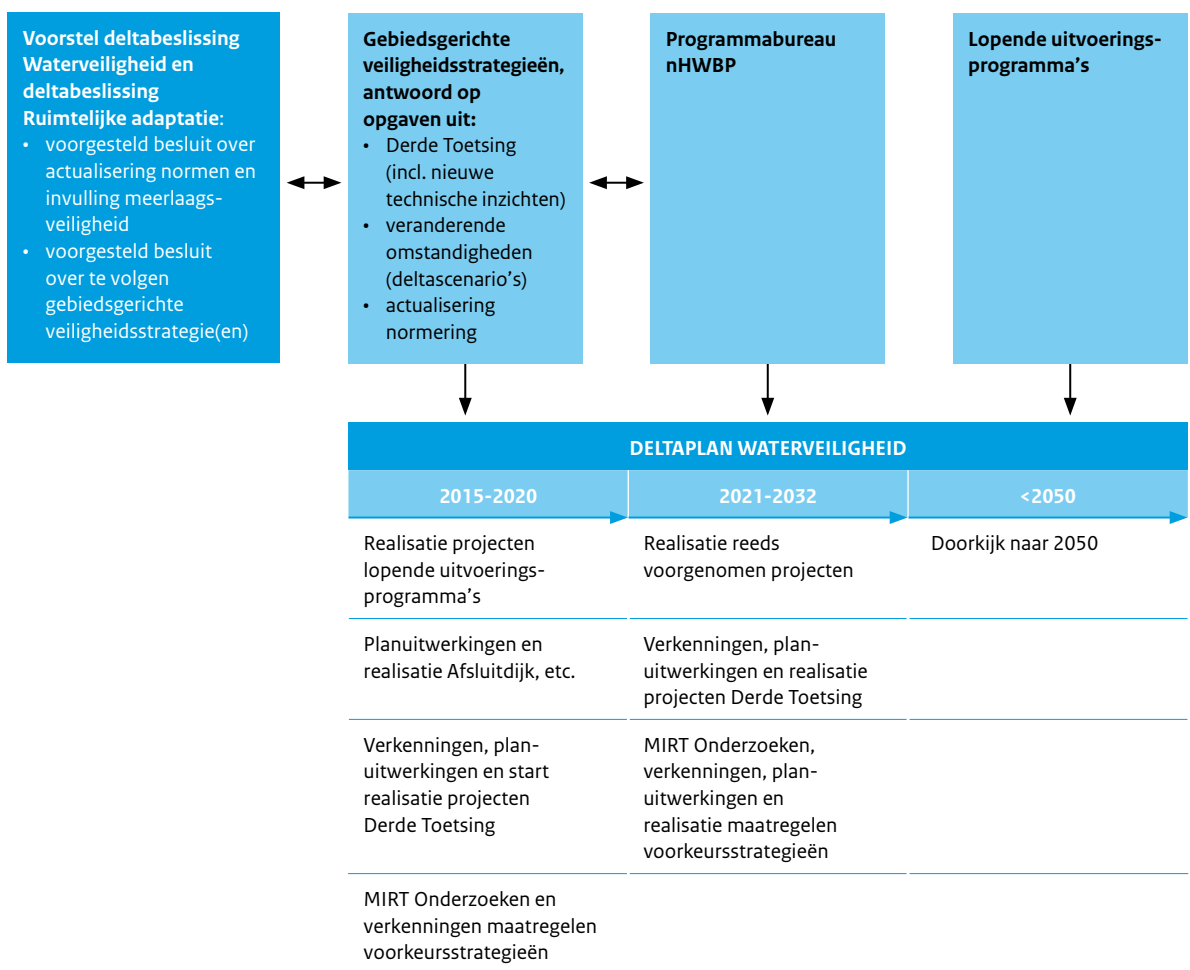 Voorstel deltabeslissing
Waterveiligheid en
deltabeslissing
Ruimtelijke adaptatie:
• voorgesteld besluit over
actualisering normen en
invulling meerlaags-
veiligheid
• voorgesteld besluit
over te volgen
gebiedsgerichte
veiligheidsstrategie(en)
Gebiedsgerichte
veiligheidsstrategieën,
antwoord op
opgaven uit:
• Derde Toetsing
(incl. nieuwe
technische inzichten)
• veranderende
omstandigheden
(deltascenario's)
• actualisering
normering
Programmabureau
nHWBP
Lopende uitvoerings-
programma's
DELTAPLAN WATERVEILIGHEID
2015-2020
2021-2032
<2050
Realisatie projecten
lopende uitvoerings-
programma's
Realisatie reeds
voorgenomen projecten
Doorkijk naar 2050
Planuitwerkingen en
realisatie Afsluitdijk, etc.
Verkenningen, plan-
uitwerkingen en realisatie
projecten Derde Toetsing
Verkenningen, plan-
uitwerkingen en start
realisatie projecten
Derde Toetsing
MIRT Onderzoeken,
verkenningen, plan-
uitwerkingen en
realisatie maatregelen
voorkeursstrategieën
MIRT Onderzoeken en
verkenningen maatregelen
voorkeursstrategieën